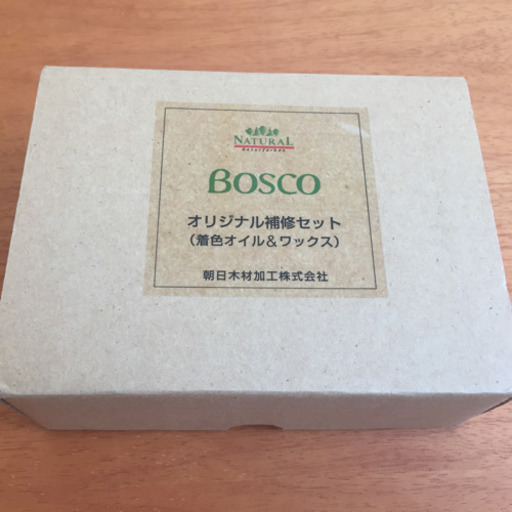 NATURAL
Naturfarben
BOSCO
オリジナル補修セット
(着色オイル&ワックス)
朝日木材加工株式会社